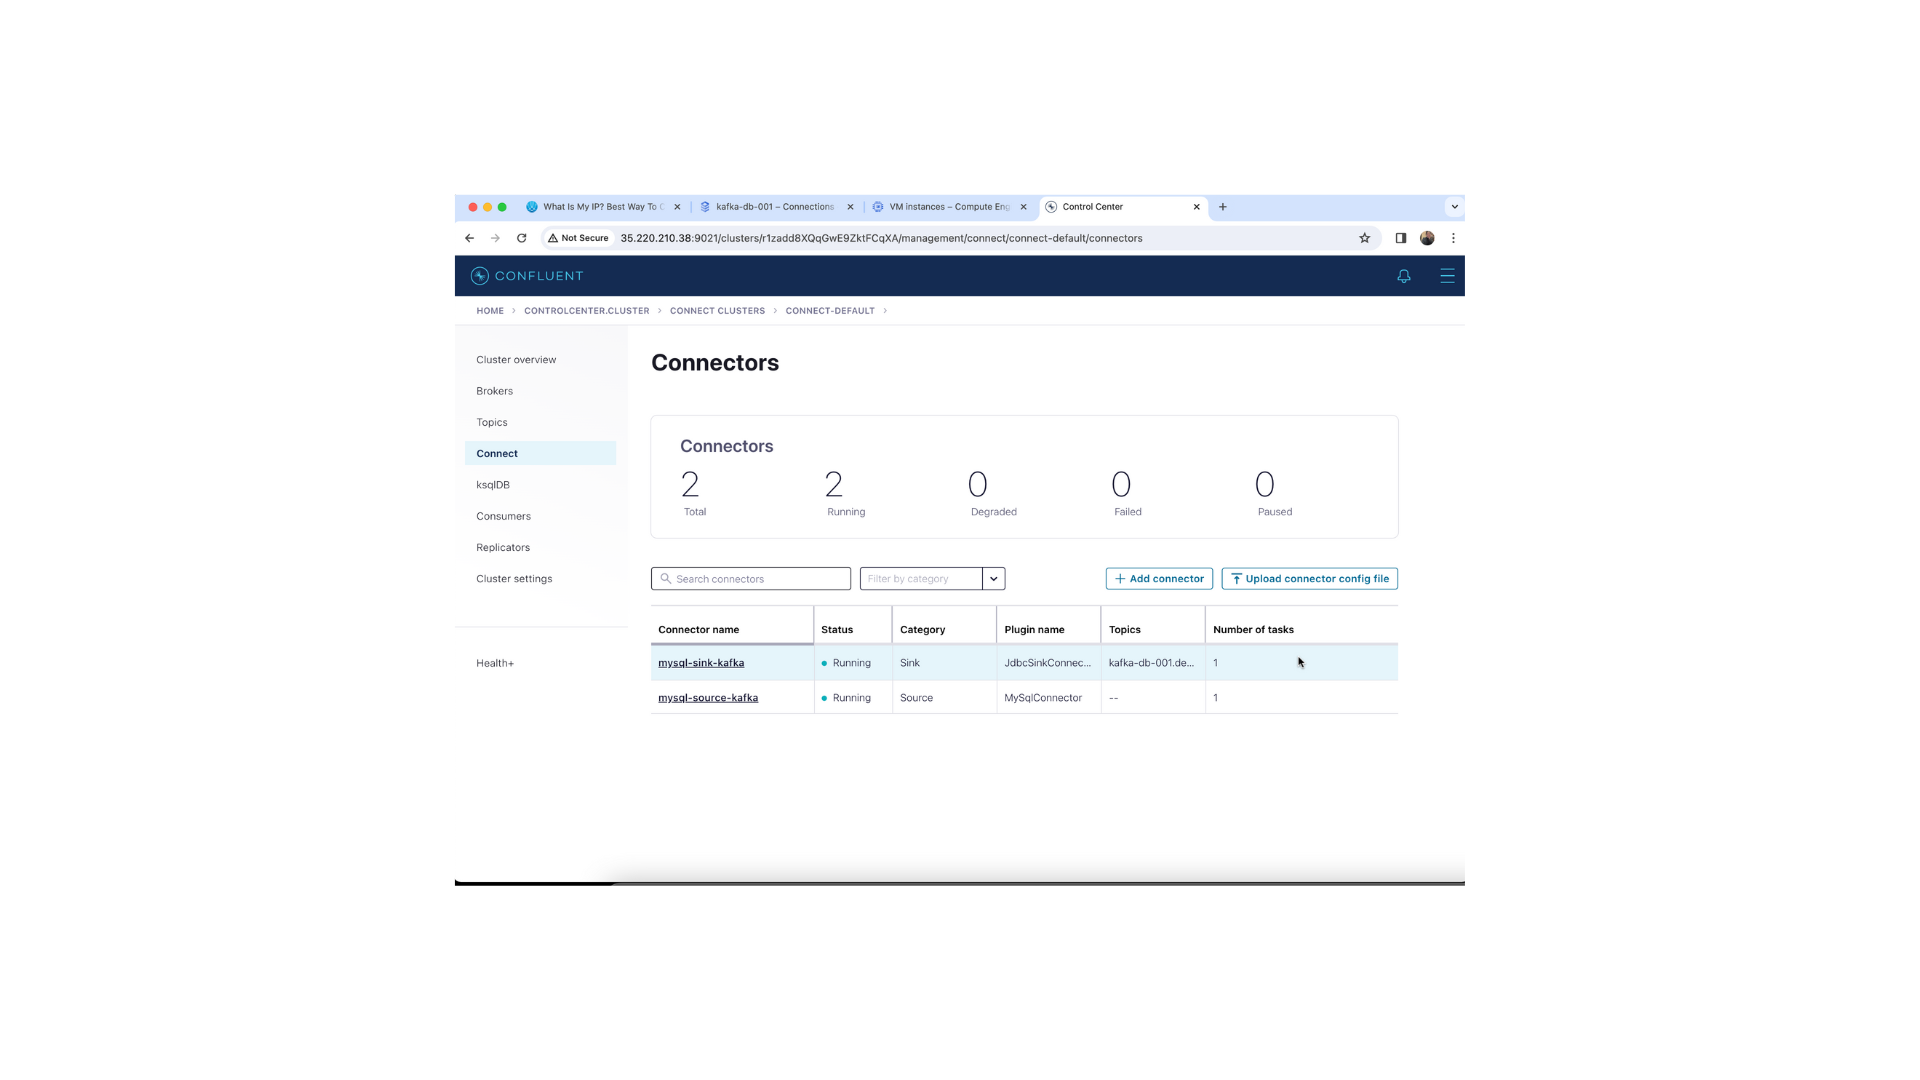 What Is My IP? Best Way To C
kafka-db-001 – Connections
VM instances – Compute Eng
Control Center
Not Secure
35.220.210.38:9021/clusters/r1zadd8XQqGwE9ZktFCqXA/management/connect/connect-default/connectors
CONFLUENT
HOME > CONTROLCENTER.CLUSTER > CONNECT CLUSTERS > CONNECT-DEFAULT >
Cluster overview
Brokers
Topics
Connect
ksqlDB
Consumers
Replicators
Cluster settings
Health+
Connectors
Connectors
2 2 0 0 0
Total Running Degraded Failed Paused
Search connectors Filter by category + Add connector Upload connector config file
Connector name Status Category Plugin name Topics Number of tasks
mysql-sink-kafka Running Sink JdbcSinkConnec... kafka-db-001.de... 1
mysql-source-kafka Running Source MySqlConnector -- 1